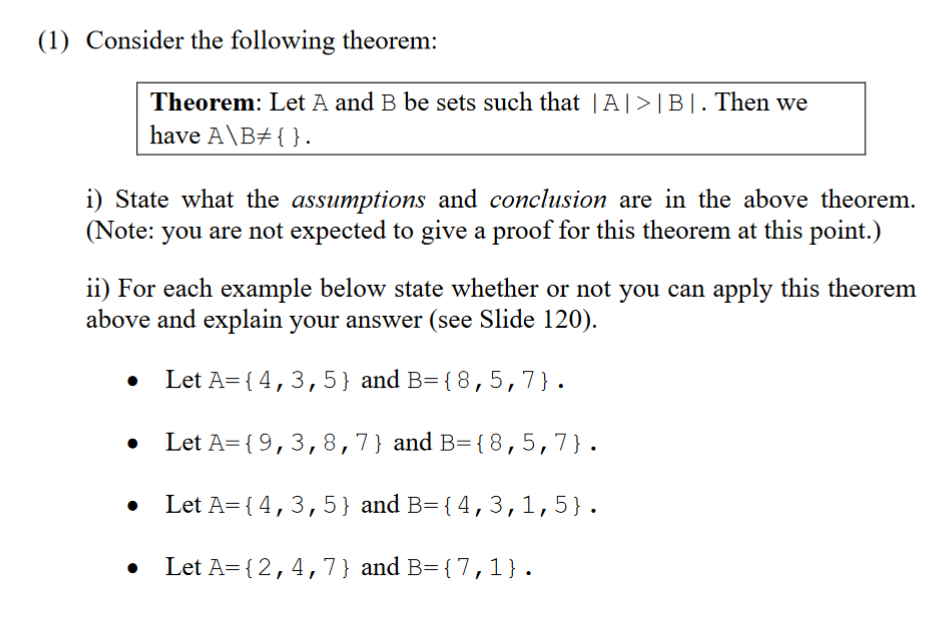 (1) Consider the following theorem:
Theorem: Let A and B be sets such that |A|>|B|. Then we
have A\B≠{}.
i) State what the assumptions and conclusion are in the above theorem.
(Note: you are not expected to give a proof for this theorem at this point.)
ii) For each example below state whether or not you can apply this theorem
above and explain your answer (see Slide 120).
• Let A={4,3,5} and B={8,5,7}.
• Let A={9,3,8,7} and B={8,5,7}.
• Let A={4,3,5} and B={4,3,1,5}.
• Let A={2,4,7} and B={7,1}.